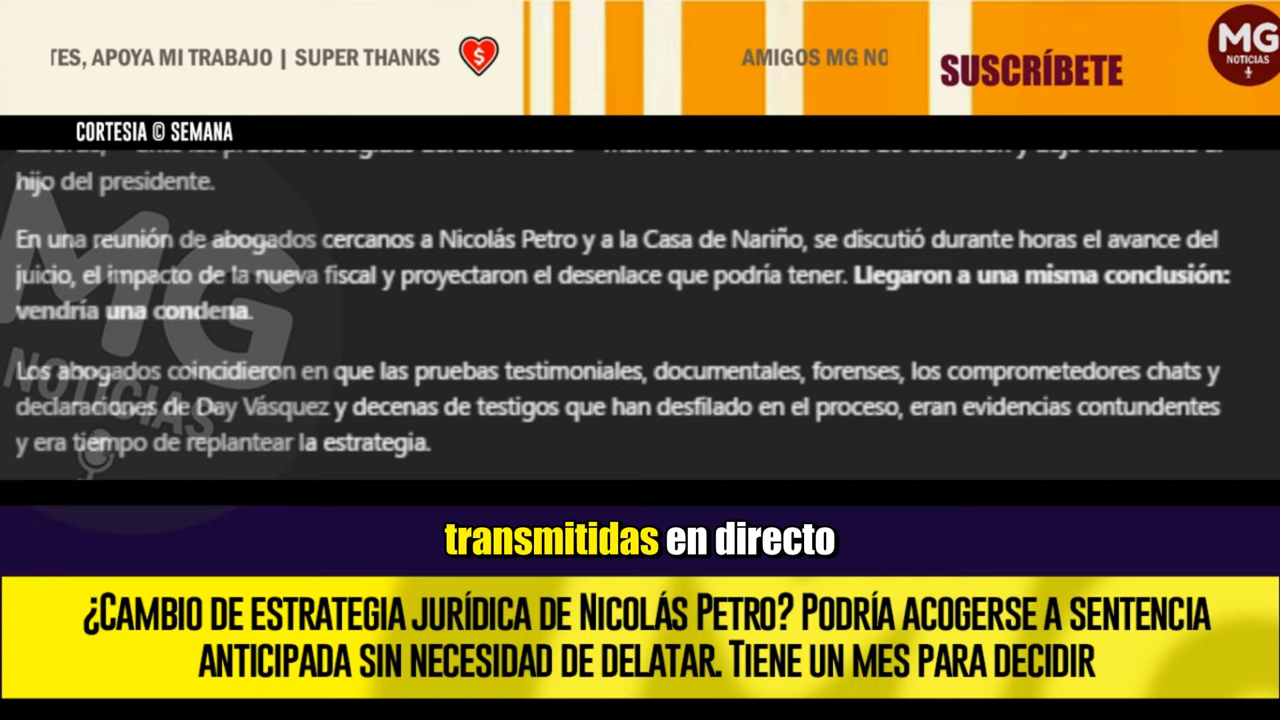 TES, APOYA MI TRABAJO | SUPER THANKS
AMIGOS MG NO
SUSCRÍBETE
MG
NOTICIAS
CORTESIA © SEMANA
hijo del presidente.
En una reunión de abogados cercanos a Nicolás Petro y a la Casa de Nariño, se discutió durante horas el avance del
juicio, el impacto de la nueva fiscal y proyectaron el desenlace que podría tener. Llegaron a una misma conclusión:
vendría una condena.
Los abogados coincidieron en que las pruebas testimoniales, documentales, forenses, los comprometedores chats y
declaraciones de Day Vásquez y decenas de testigos que han desfilado en el proceso, eran evidencias contundentes
y era tiempo de replantear la estrategia.
MG
NOTICIAS
transmitidas en directo
¿CAMBIO DE ESTRATEGIA JURÍDICA DE NICOLÁS PETRO? PODRÍA ACOGERSE A SENTENCIA
ANTICIPADA SIN NECESIDAD DE DELATAR. TIENE UN MES PARA DECIDIR